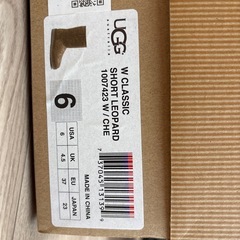 UGG
AUSTRALIA
W CLASSIC
SHORT LEOPARD
1007423 W / CHE
6
USA UK EU JAPAN
6 4.5 37 23
MADE IN CHINA